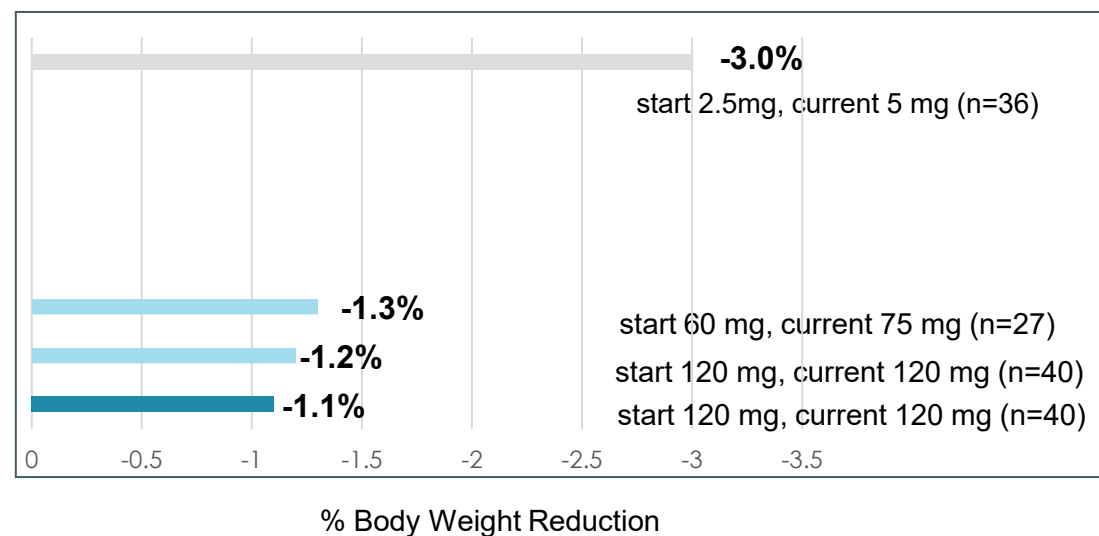 -3.0%
start 2.5mg, current 5 mg (n=36)
-1.3%
start 60 mg, current 75 mg (n=27)
-1.2%
start 120 mg, current 120 mg (n=40)
-1.1%
start 120 mg, current 120 mg (n=40)
0 -0.5 -1 -1.5 -2 -2.5 -3 -3.5
% Body Weight Reduction